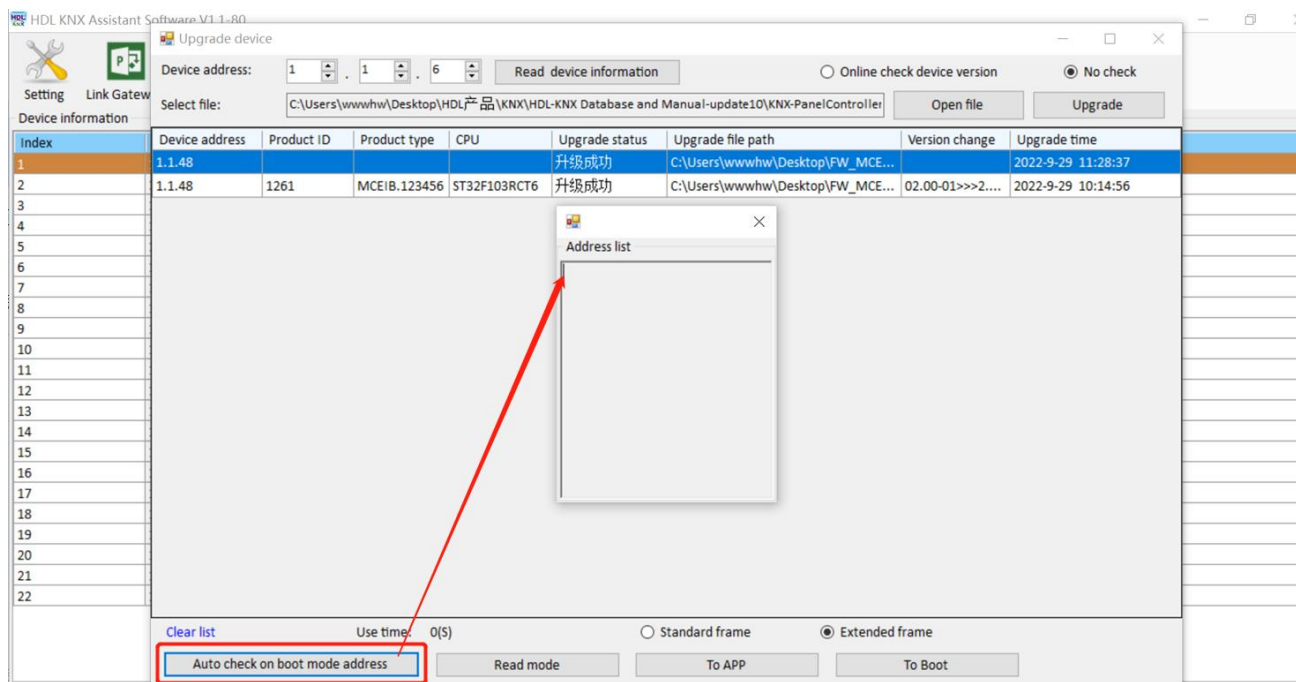 HDL KNX Assistant Software V1.1-80
Upgrade device
Setting
Link Gatew
Device information
Device address: 1 . 1 . 6 Read device information Online check device version No check
Select file: C:\Users\wwwhw\Desktop\HDL产品\KNX\HDL-KNX Database and Manual-update10\KNX-PanelController Open file Upgrade
Index
1
2
3
4
5
6
7
8
9
10
11
12
13
14
15
16
17
18
19
20
21
22
Device address Product ID Product type CPU Upgrade status Upgrade file path Version change Upgrade time
1.1.48 升级成功 C:\Users\wwwhw\Desktop\FW_MCE... 2022-9-29 11:28:37
1.1.48 1261 MCEIB.123456 ST32F103RCT6 升级成功 C:\Users\wwwhw\Desktop\FW_MCE... 02.00-01>>>2.... 2022-9-29 10:14:56
Address list
Clear list Use time: 0(S) Standard frame Extended frame
Auto check on boot mode address Read mode To APP To Boot